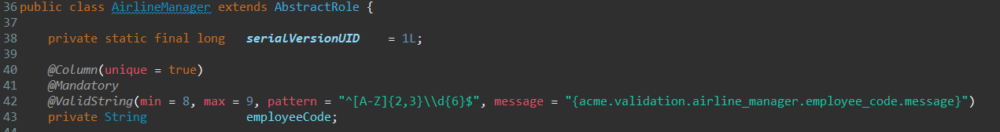 36 public class AirlineManager extends AbstractRole {
37
38 private static final long serialVersionUID = 1L;
39
40 @Column(unique = true)
41 @Mandatory
42 @ValidString(min = 8, max = 9, pattern = "^[A-Z]{2,3}\\d{6}$", message = "{acme.validation.airline_manager.employee_code.message}")
43 private String employeeCode;